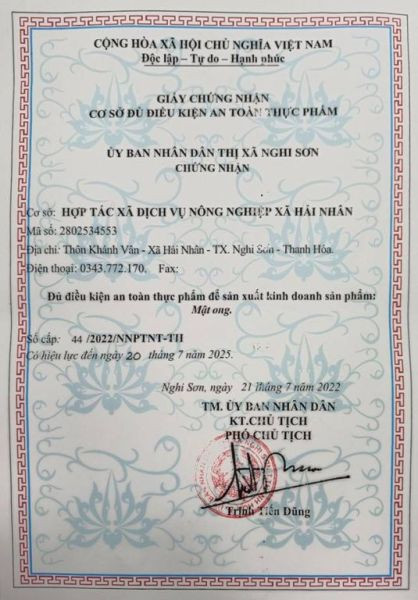 CỘNG HÒA XÃ HỘI CHỦ NGHĨA VIỆT NAM
Độc lập – Tự do – Hạnh phúc
GIẤY CHỨNG NHẬN
CƠ SỞ ĐỦ ĐIỀU KIỆN AN TOÀN THỰC PHẨM
ỦY BAN NHÂN DÂN THỊ XÃ NGHI SƠN
CHỨNG NHẬN
Cơ sở: HỢP TÁC XÃ DỊCH VỤ NÔNG NGHIỆP XÃ HẢI NHÂN
Mã số: 2802534553
Địa chỉ: Thôn Khánh Vân - Xã Hải Nhân - TX. Nghi Sơn - Thanh Hóa.
Điện thoại: 0343.772.170. Fax:
Đủ điều kiện an toàn thực phẩm để sản xuất kinh doanh sản phẩm:
Mật ong.
Số cấp: 44 /2022/NNPTNT-TH
Có hiệu lực đến ngày 20 tháng 7 năm 2025.
Nghi Sơn, ngày 21 tháng 7 năm 2022
TM. ỦY BAN NHÂN DÂN
KT.CHỦ TỊCH
PHÓ CHỦ TỊCH
Trịnh Tiến Dũng